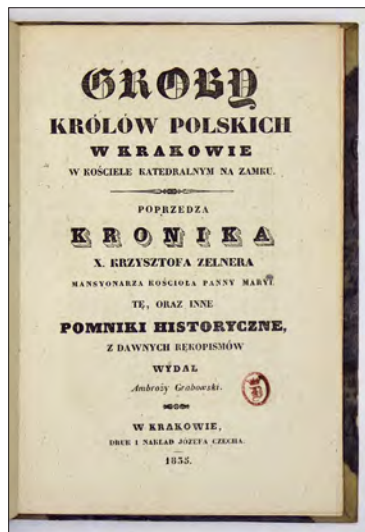 GROBY
KRÓLÓW POLSKICH
W KRAKOWIE
W KOŚCIELE KATEDRALNYM NA ZAMKU.
POPRZEDZA
KRONIKA
X. KRZYSZTOFA ZELNERA
MANSYONARZA KOŚCIOŁA PANNY MARYI.
TĘ, ORAZ INNE
POMNIKI HISTORYCZNE,
Z DAWNYCH RĘKOPISMÓW
WYDAŁ
Ambroży Grabowski.
W KRAKOWIE,
DRUK I NAKŁAD JÓZEFA CZECHA.
1835.